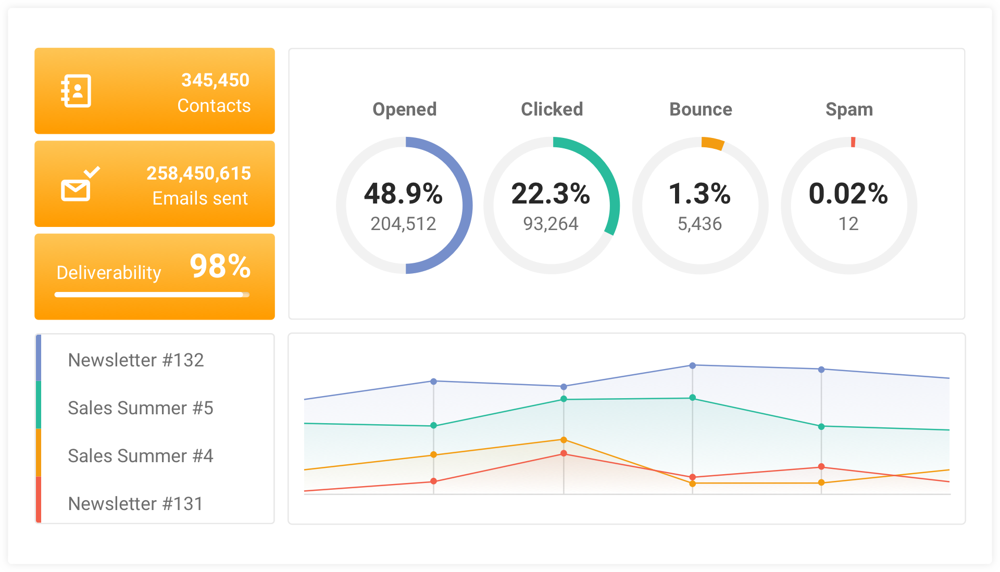 345,450
Contacts
258,450,615
Emails sent
Deliverability 98%
Opened Clicked Bounce Spam
48.9% 22.3% 1.3% 0.02%
204,512 93,264 5,436 12
Newsletter #132
Sales Summer #5
Sales Summer #4
Newsletter #131